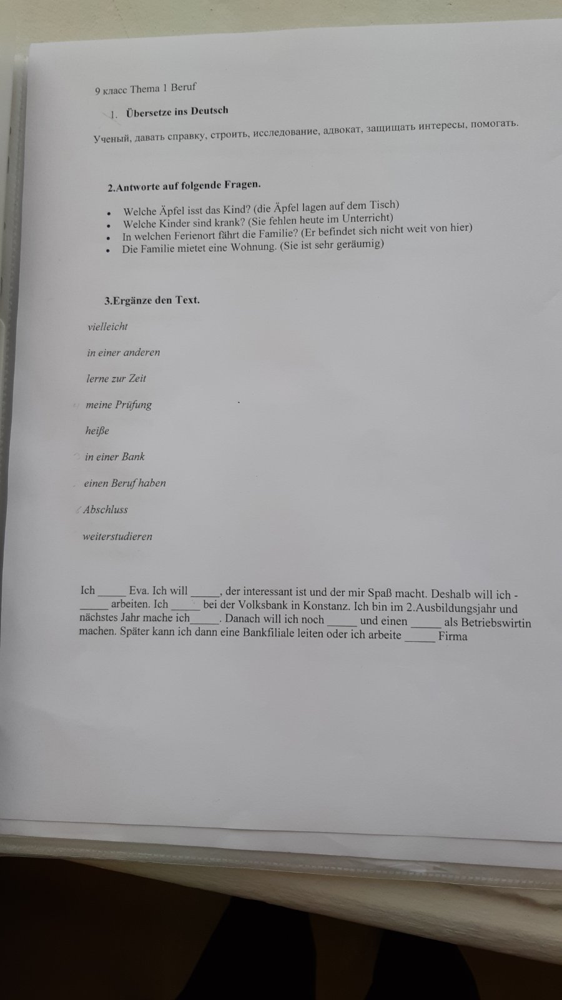 9 класс Thema 1 Beruf
1. Übersetze ins Deutsch
Ученый, давать справку, строить, исследование, адвокат, защищать интересы, помогать.
2.Antworte auf folgende Fragen.
• Welche Äpfel isst das Kind? (die Äpfel lagen auf dem Tisch)
• Welche Kinder sind krank? (Sie fehlen heute im Unterricht)
• In welchen Ferienort fährt die Familie? (Er befindet sich nicht weit von hier)
• Die Familie mietet eine Wohnung. (Sie ist sehr geräumig)
3.Ergänze den Text.
vielleicht
in einer anderen
lerne zur Zeit
meine Prüfung
heiße
in einer Bank
einen Beruf haben
Abschluss
weiterstudieren
Ich _____ Eva. Ich will _____, der interessant ist und der mir Spaß macht. Deshalb will ich -
_____ arbeiten. Ich _____ bei der Volksbank in Konstanz. Ich bin im 2.Ausbildungsjahr und
nächstes Jahr mache ich_____. Danach will ich noch _____ und einen _____ als Betriebswirtin
machen. Später kann ich dann eine Bankfiliale leiten oder ich arbeite _____ Firma